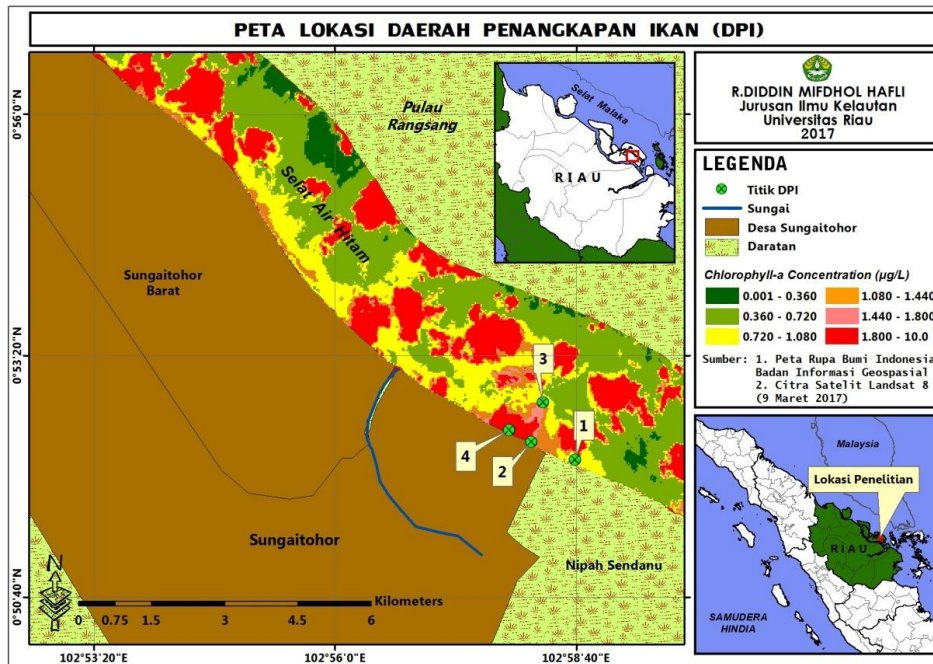 PETA LOKASI DAERAH PENANGKAPAN IKAN (DPI)
R.DIDDIN MIFDHOL HAFLI
Jurusan Ilmu Kelautan
Universitas Riau
2017
LEGENDA
Titik DPI
Sungai
Desa Sungaitohor
Daratan
Chlorophyll-a Concentration (µg/L)
0.001 - 0.360
0.360 - 0.720
0.720 - 1.080
1.080 - 1.440
1.440 - 1.800
1.800 - 10.0
Sumber: 1. Peta Rupa Bumi Indonesia
Badan Informasi Geospasial
2. Citra Satelit Landsat 8
(9 Maret 2017)
Malaysia
Lokasi Penelitian
RIAU
SAMUDERA
HINDIA
Selat Malaka
RIAU
Pulau
Rangsang
Selat Air Hitam
Sungaitohor
Barat
3
1
4
2
Sungaitohor
Nipah Sendanu
N
Kilometers
0 0.75 1.5 3 4.5 6
0°56'0"N
0°53'20"N
0°50'40"N
102°53'20"E
102°56'0"E
102°58'40"E